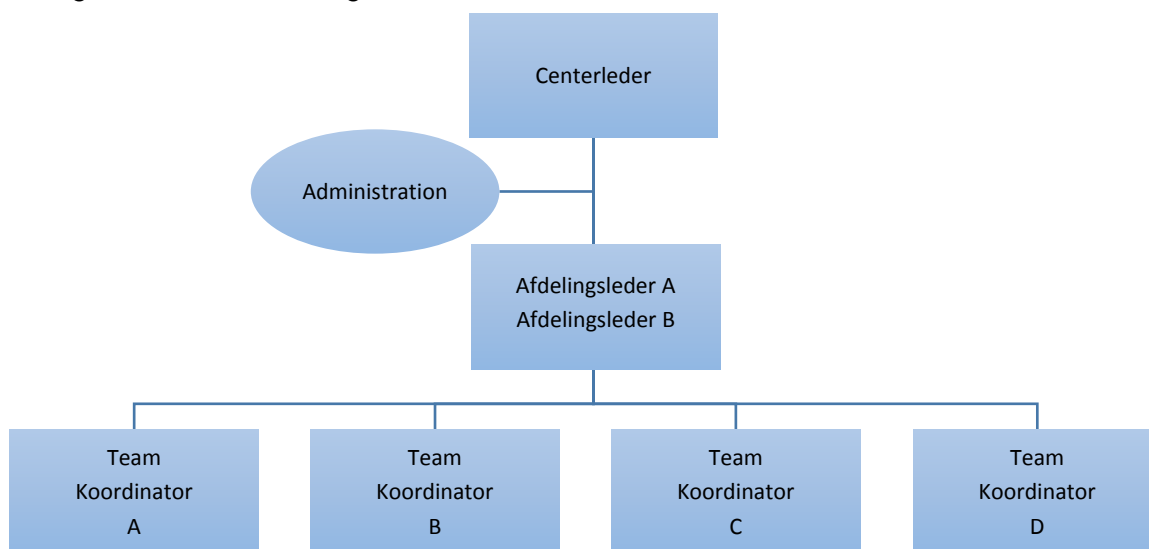 Centerleder
Administration
Afdelingsleder A
Afdelingsleder B
Team
Koordinator
A
Team
Koordinator
B
Team
Koordinator
C
Team
Koordinator
D